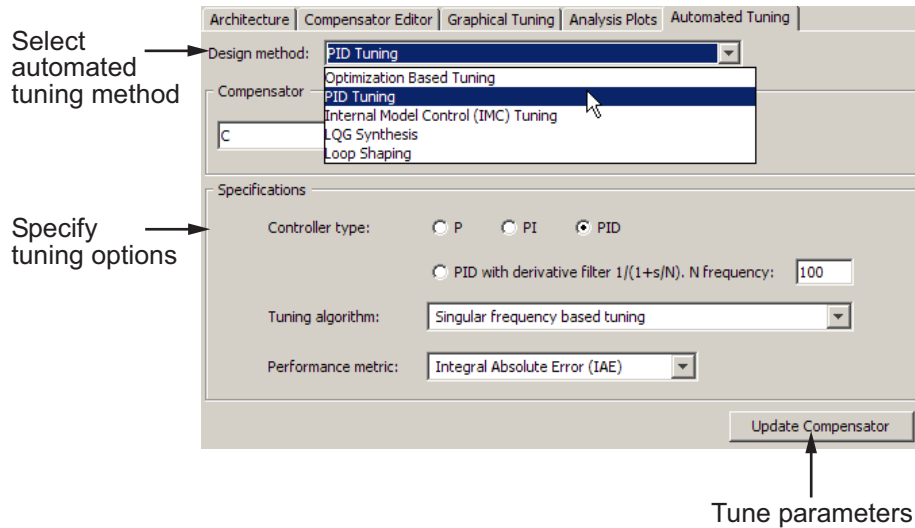 Architecture Compensator Editor Graphical Tuning Analysis Plots Automated Tuning
Select
automated
tuning method
Design method: PID Tuning
Optimization Based Tuning
PID Tuning
Internal Model Control (IMC) Tuning
LQG Synthesis
Loop Shaping
Compensator
C
Specifications
Specify
tuning options
Controller type: P PI PID
PID with derivative filter 1/(1+s/N). N frequency: 100
Tuning algorithm: Singular frequency based tuning
Performance metric: Integral Absolute Error (IAE)
Update Compensator
Tune parameters